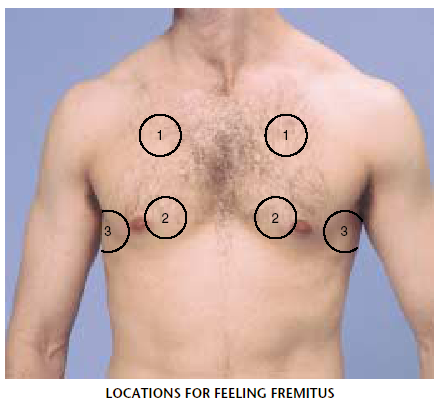 1 1
2 2
3 3
LOCATIONS FOR FEELING FREMITUS